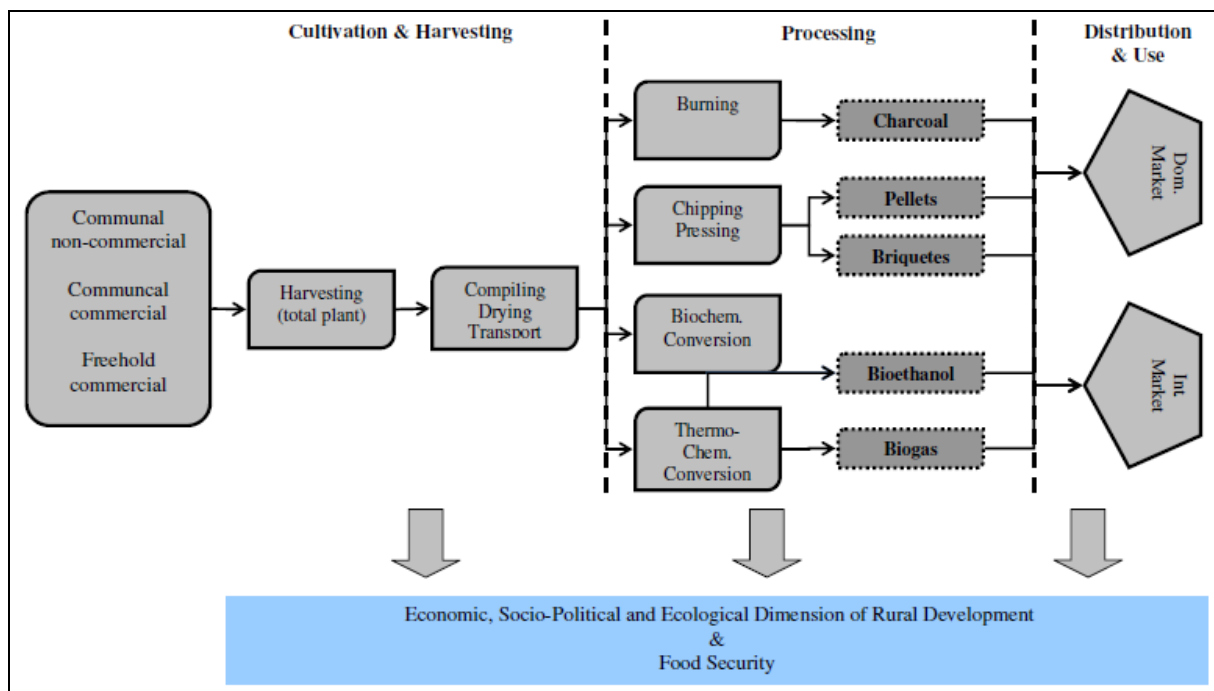 Cultivation & Harvesting
Processing
Distribution
& Use
Communal
non-commercial
Communcal
commercial
Freehold
commercial
Harvesting
(total plant)
Compiling
Drying
Transport
Burning
Charcoal
Chipping
Pressing
Pellets
Briquetes
Biochem.
Conversion
Bioethanol
Thermo-
Chem.
Conversion
Biogas
Dom.
Market
Int
Market
Economic, Socio-Political and Ecological Dimension of Rural Development
&
Food Security